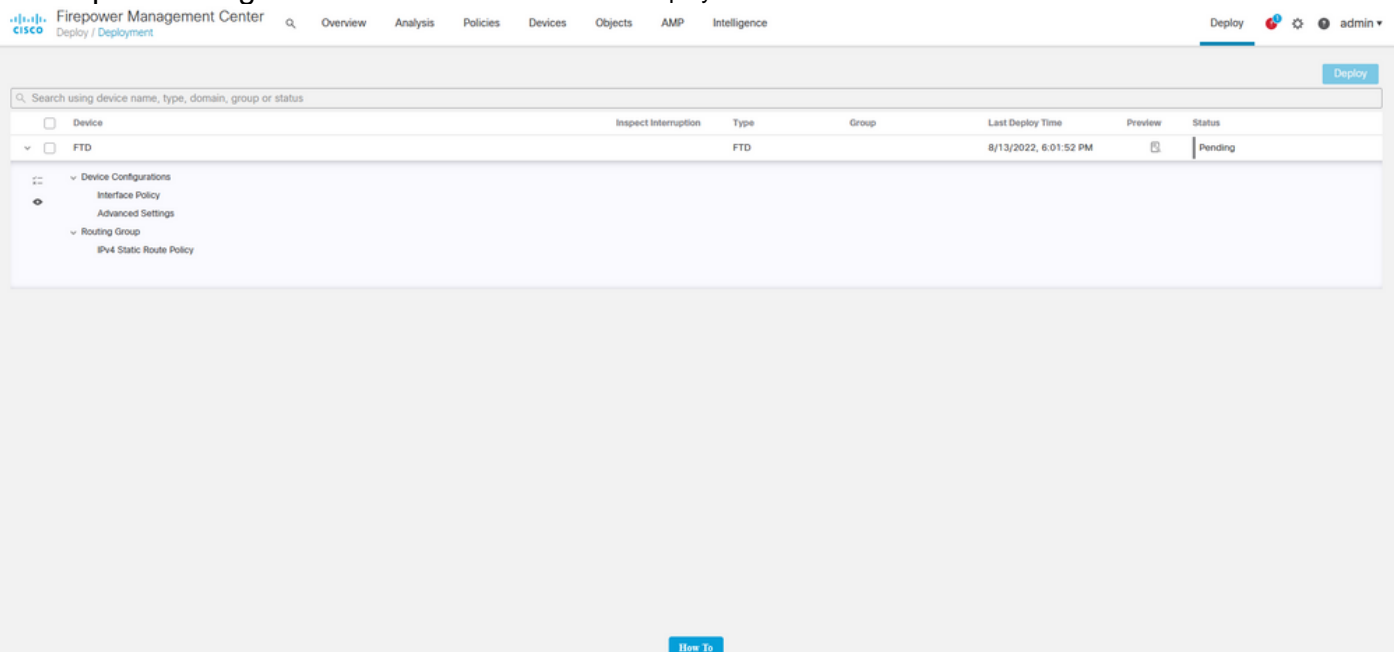 Firepower Management Center
CISCO Deploy / Deployment
Overview Analysis Policies Devices Objects AMP Intelligence Deploy admin
Deploy
Search using device name, type, domain, group or status
Device Inspect Interruption Type Group Last Deploy Time Preview Status
FTD FTD 8/13/2022, 6:01:52 PM Pending
Device Configurations
Interface Policy
Advanced Settings
Routing Group
IPv4 Static Route Policy
How To